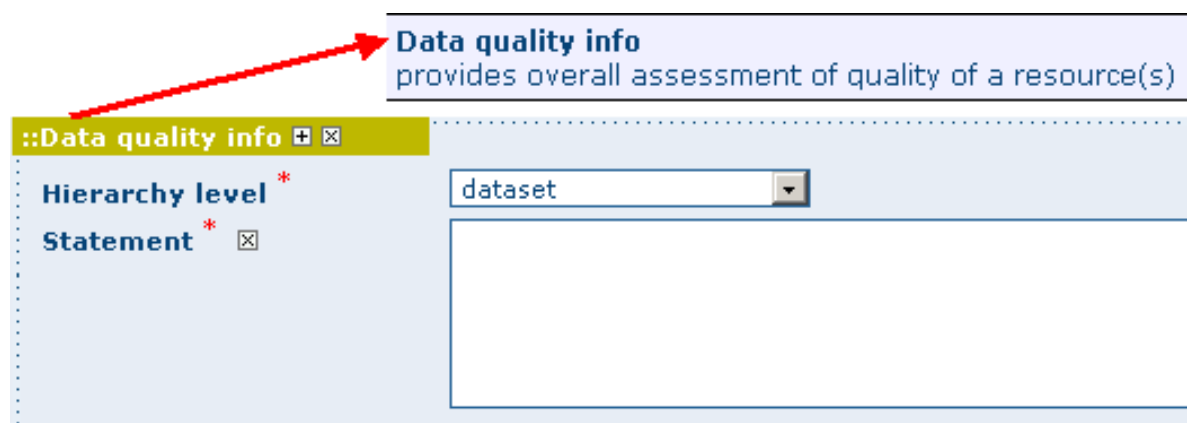 Data quality info
provides overall assessment of quality of a resource(s)
::Data quality info
Hierarchy level * dataset
Statement *